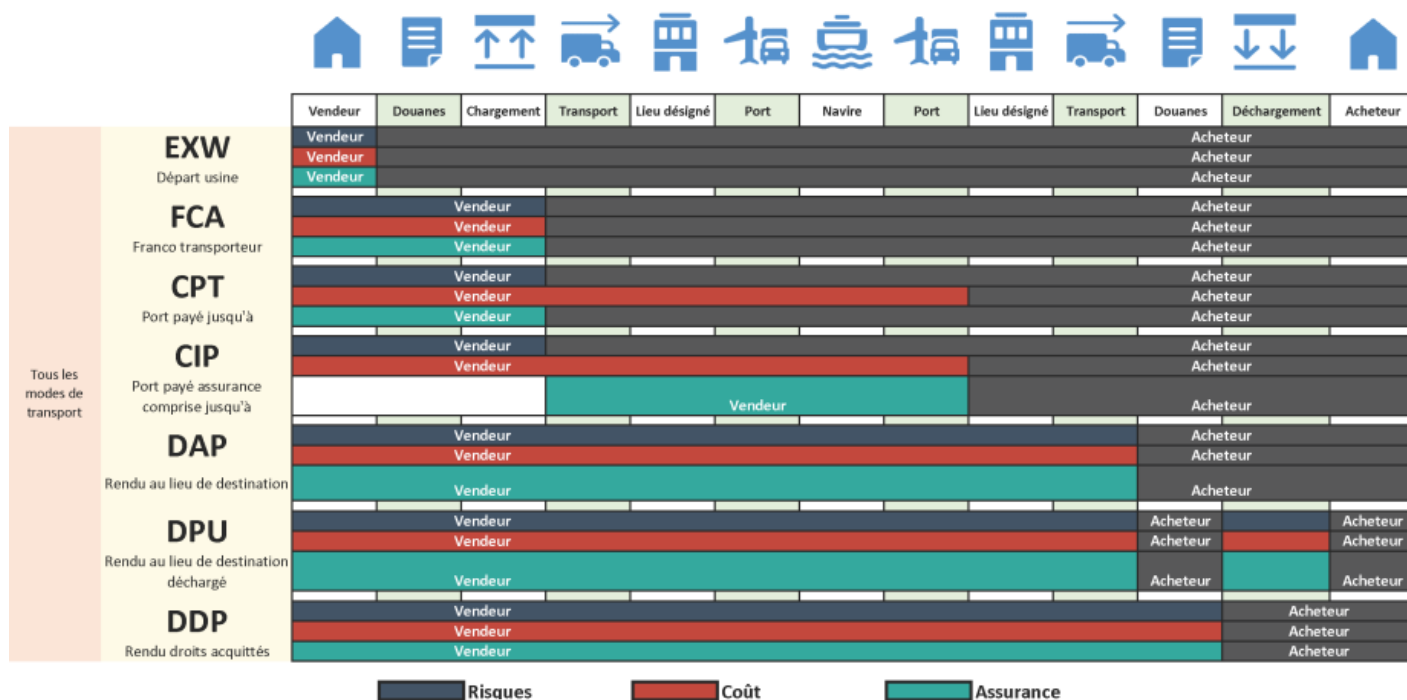 Vendeur Douanes Chargement Transport Lieu désigné Port Navire Port Lieu désigné Transport Douanes Déchargement Acheteur
Tous les
modes de
transport
EXW
Départ usine
Vendeur Acheteur
Vendeur Acheteur
Vendeur Acheteur
FCA
Franco transporteur
Vendeur Acheteur
Vendeur Acheteur
Vendeur Acheteur
CPT
Port payé jusqu'à
Vendeur Acheteur
Vendeur Acheteur
Vendeur Acheteur
CIP
Port payé assurance
comprise jusqu'à
Vendeur Acheteur
Vendeur Acheteur
Vendeur Acheteur
DAP
Rendu au lieu de destination
Vendeur Acheteur
Vendeur Acheteur
Vendeur Acheteur
DPU
Rendu au lieu de destination
déchargé
Vendeur Acheteur Acheteur
Vendeur Acheteur Acheteur
Vendeur Acheteur Acheteur
DDP
Rendu droits acquittés
Vendeur Acheteur
Vendeur Acheteur
Vendeur Acheteur
Risques Coût Assurance